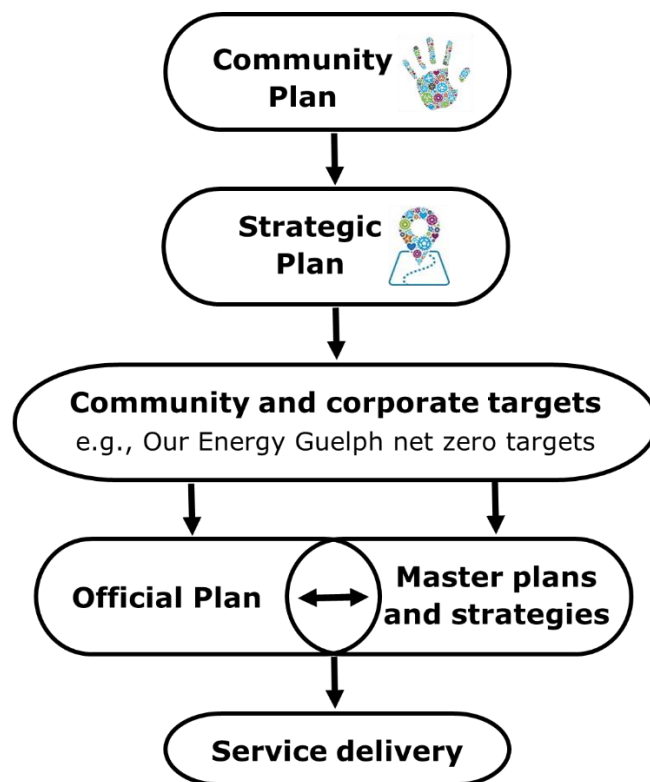 Community
Plan
Strategic
Plan
Community and corporate targets
e.g., Our Energy Guelph net zero targets
Official Plan
Master plans
and strategies
Service delivery